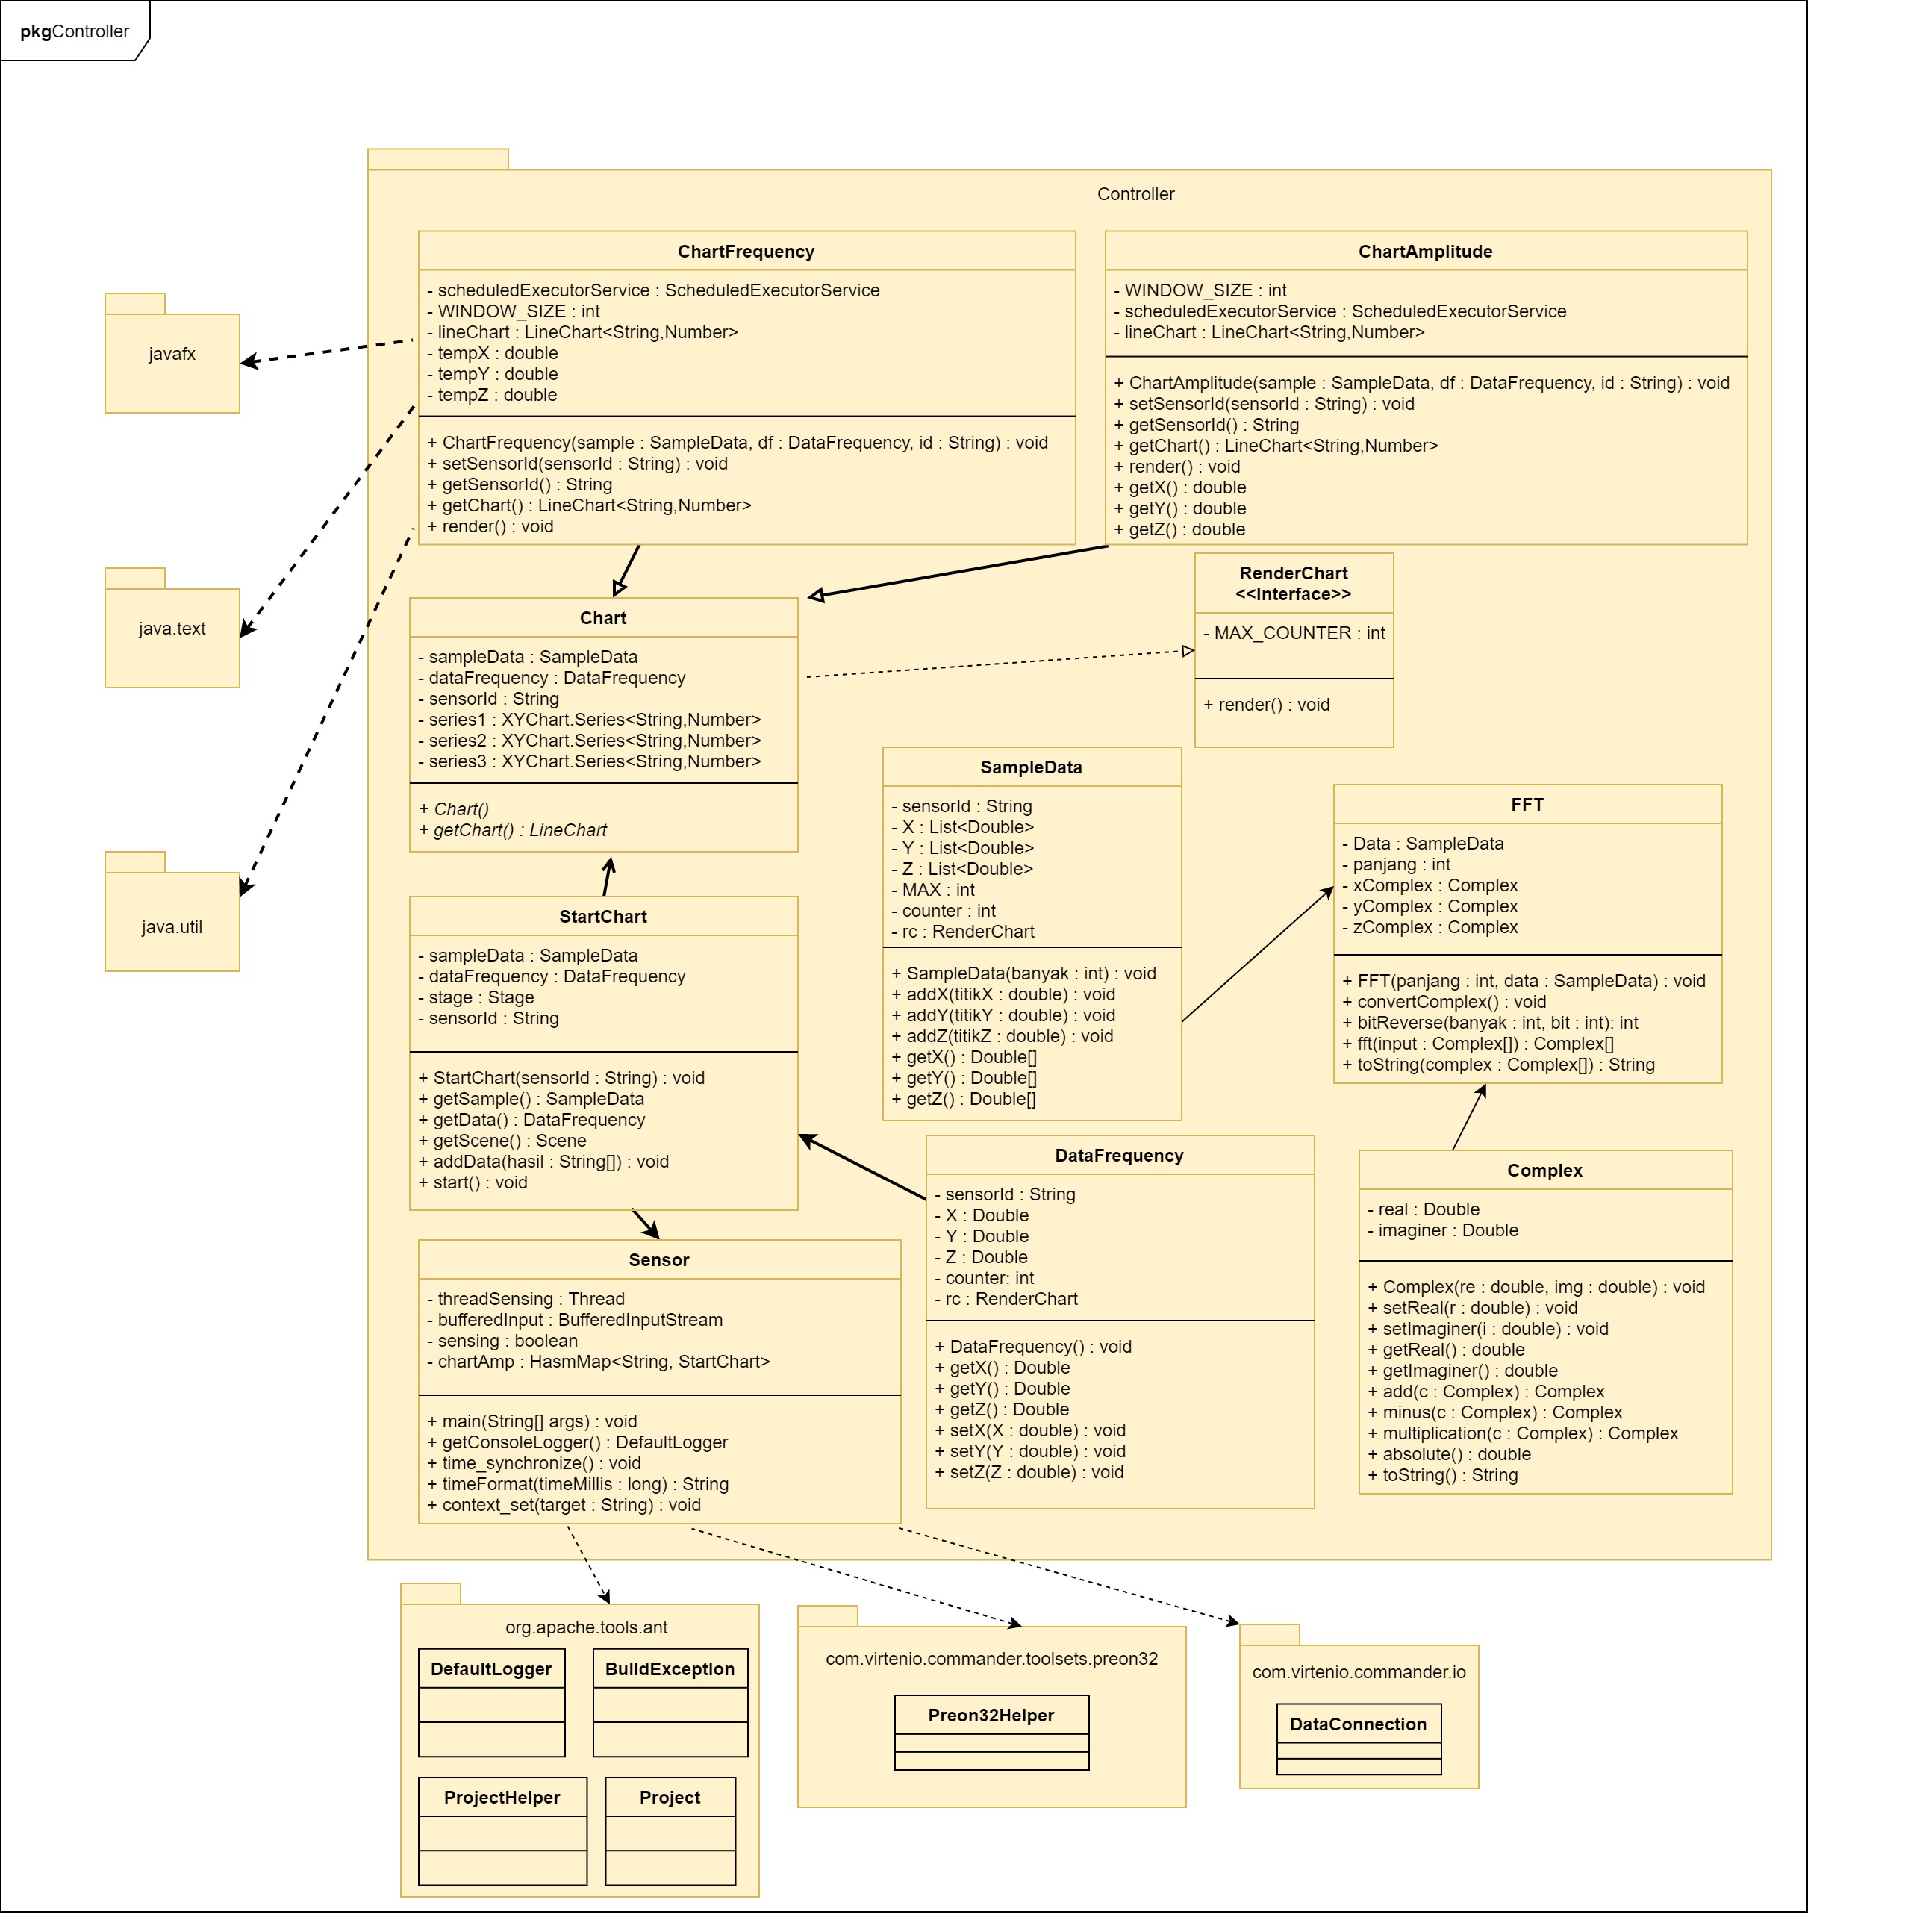 pkgController
Controller
ChartFrequency
- scheduledExecutorService : ScheduledExecutorService
- WINDOW_SIZE : int
- lineChart : LineChart<String,Number>
- tempX : double
- tempY : double
- tempZ : double
+ ChartFrequency(sample : SampleData, df : DataFrequency, id : String) : void
+ setSensorId(sensorId : String) : void
+ getSensorId() : String
+ getChart() : LineChart<String,Number>
+ render() : void
ChartAmplitude
- WINDOW_SIZE : int
- scheduledExecutorService : ScheduledExecutorService
- lineChart : LineChart<String,Number>
+ ChartAmplitude(sample : SampleData, df : DataFrequency, id : String) : void
+ setSensorId(sensorId : String) : void
+ getSensorId() : String
+ getChart() : LineChart<String,Number>
+ render() : void
+ getX() : double
+ getY() : double
+ getZ() : double
javafx
java.text
java.util
RenderChart
<<interface>>
- MAX_COUNTER : int
+ render() : void
Chart
- sampleData : SampleData
- dataFrequency : DataFrequency
- sensorId : String
- series1 : XYChart.Series<String,Number>
- series2 : XYChart.Series<String,Number>
- series3 : XYChart.Series<String,Number>
+ Chart()
+ getChart() : LineChart
SampleData
- sensorId : String
- X : List<Double>
- Y : List<Double>
- Z : List<Double>
- MAX : int
- counter : int
- rc : RenderChart
+ SampleData(banyak : int) : void
+ addX(titikX : double) : void
+ addY(titikY : double) : void
+ addZ(titikZ : double) : void
+ getX() : Double[]
+ getY() : Double[]
+ getZ() : Double[]
FFT
- Data : SampleData
- panjang : int
- xComplex : Complex
- yComplex : Complex
- zComplex : Complex
+ FFT(panjang : int, data : SampleData) : void
+ convertComplex() : void
+ bitReverse(banyak : int, bit : int): int
+ fft(input : Complex[]) : Complex[]
+ toString(complex : Complex[]) : String
StartChart
- sampleData : SampleData
- dataFrequency : DataFrequency
- stage : Stage
- sensorId : String
+ StartChart(sensorId : String) : void
+ getSample() : SampleData
+ getData() : DataFrequency
+ getScene() : Scene
+ addData(hasil : String[]) : void
+ start() : void
DataFrequency
- sensorId : String
- X : Double
- Y : Double
- Z : Double
- counter: int
- rc : RenderChart
+ DataFrequency() : void
+ getX() : Double
+ getY() : Double
+ getZ() : Double
+ setX(X : double) : void
+ setY(Y : double) : void
+ setZ(Z : double) : void
Complex
- real : Double
- imaginer : Double
+ Complex(re : double, img : double) : void
+ setReal(r : double) : void
+ setImaginer(i : double) : void
+ getReal() : double
+ getImaginer() : double
+ add(c : Complex) : Complex
+ minus(c : Complex) : Complex
+ multiplication(c : Complex) : Complex
+ absolute() : double
+ toString() : String
Sensor
- threadSensing : Thread
- bufferedInput : BufferedInputStream
- sensing : boolean
- chartAmp : HasmMap<String, StartChart>
+ main(String[] args) : void
+ getConsoleLogger() : DefaultLogger
+ time_synchronize() : void
+ timeFormat(timeMillis : long) : String
+ context_set(target : String) : void
org.apache.tools.ant
DefaultLogger
BuildException
ProjectHelper
Project
com.virtenio.commander.toolsets.preon32
Preon32Helper
com.virtenio.commander.io
DataConnection